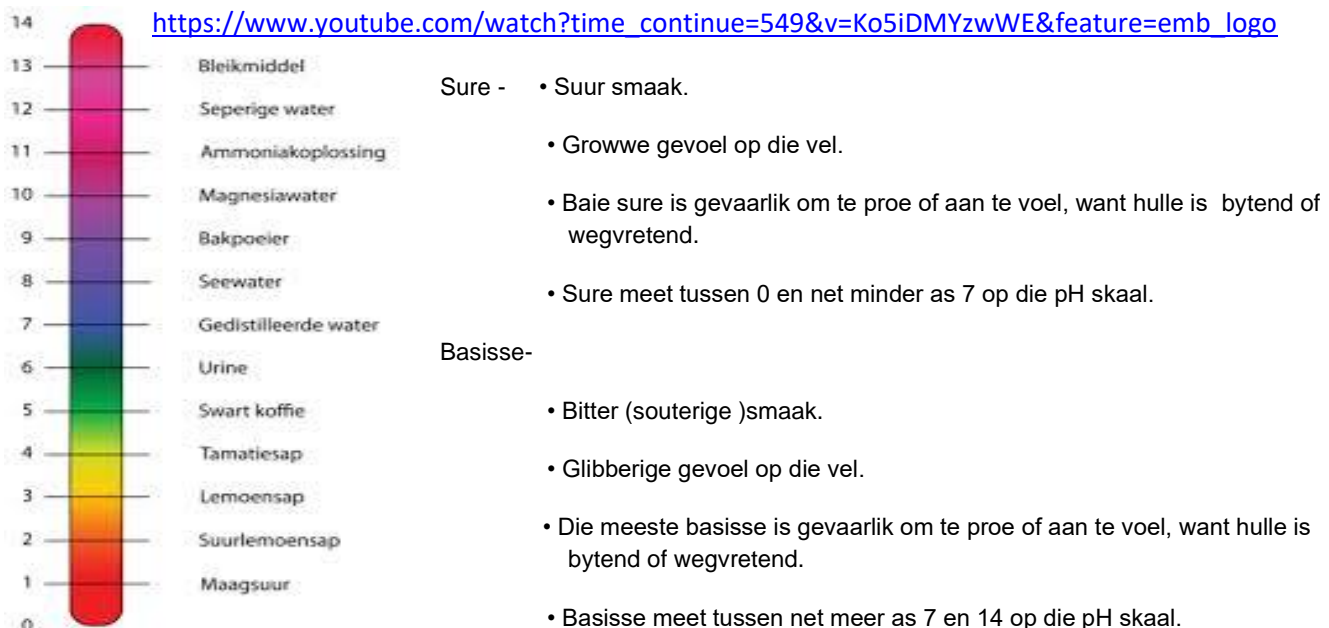 https://www.youtube.com/watch?time_continue=549&v=Ko5iDMYzwWE&feature=emb_logo
14
13 Bleikmiddel
12 Seperige water
11 Ammoniakoplossing
10 Magnesiawater
9 Bakpoeier
8 Seewater
7 Gedistilleerde water
6 Urine
5 Swart koffie
4 Tamatiesap
3 Lemoensap
2 Suurlemoensap
1 Maagsuur
0
Sure - • Suur smaak.
• Growwe gevoel op die vel.
• Baie sure is gevaarlik om te proe of aan te voel, want hulle is bytend of
wegvretend.
• Sure meet tussen 0 en net minder as 7 op die pH skaal.
Basisse-
• Bitter (souterige )smaak.
• Glibberige gevoel op die vel.
• Die meeste basisse is gevaarlik om te proe of aan te voel, want hulle is
bytend of wegvretend.
• Basisse meet tussen net meer as 7 en 14 op die pH skaal.